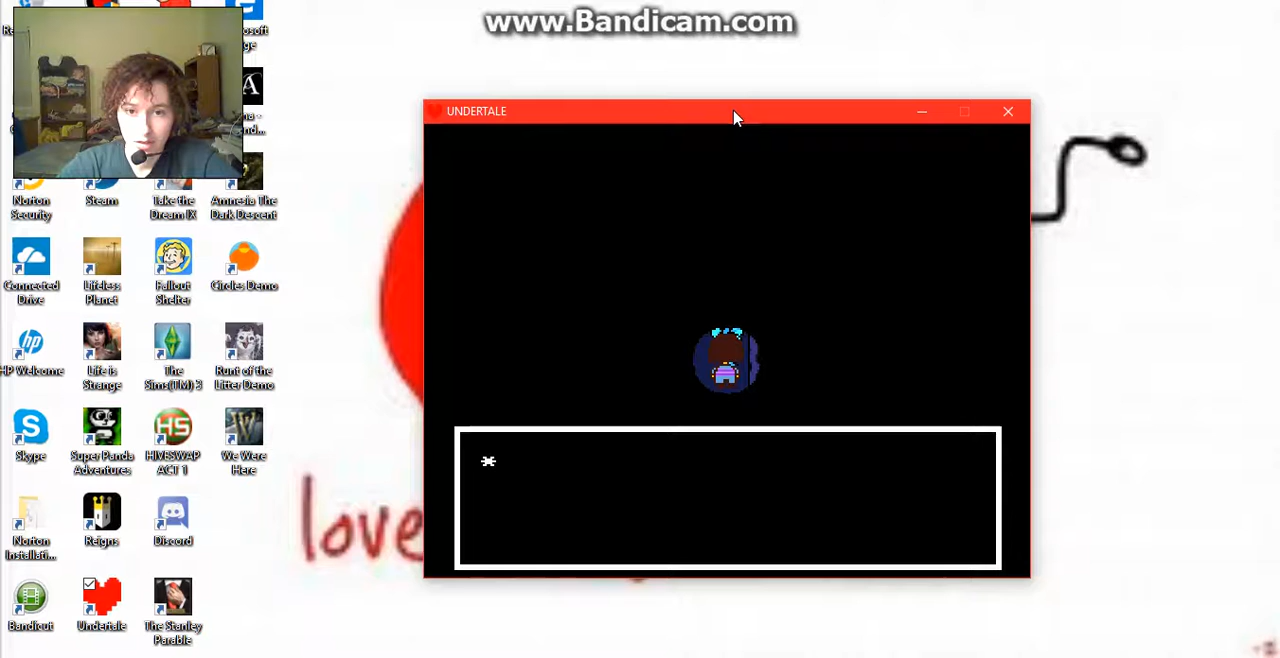 www.Bandicam.com
UNDERTALE
Norton Security
Steam
Take the Dream IX
Amnesia The Dark Descent
Connected Drive
Lifeless Planet
Fallout Shelter
Circles Demo
HP Welcome
Life is Strange
The Sims(TM) 3
Runt of the Litter Demo
Skype
Super Panda Adventures
HIVESWAP ACT 1
We Were Here
Norton Installati...
Reigns
Discord
Bandicut
Undertale
The Stanley Parable
love
*